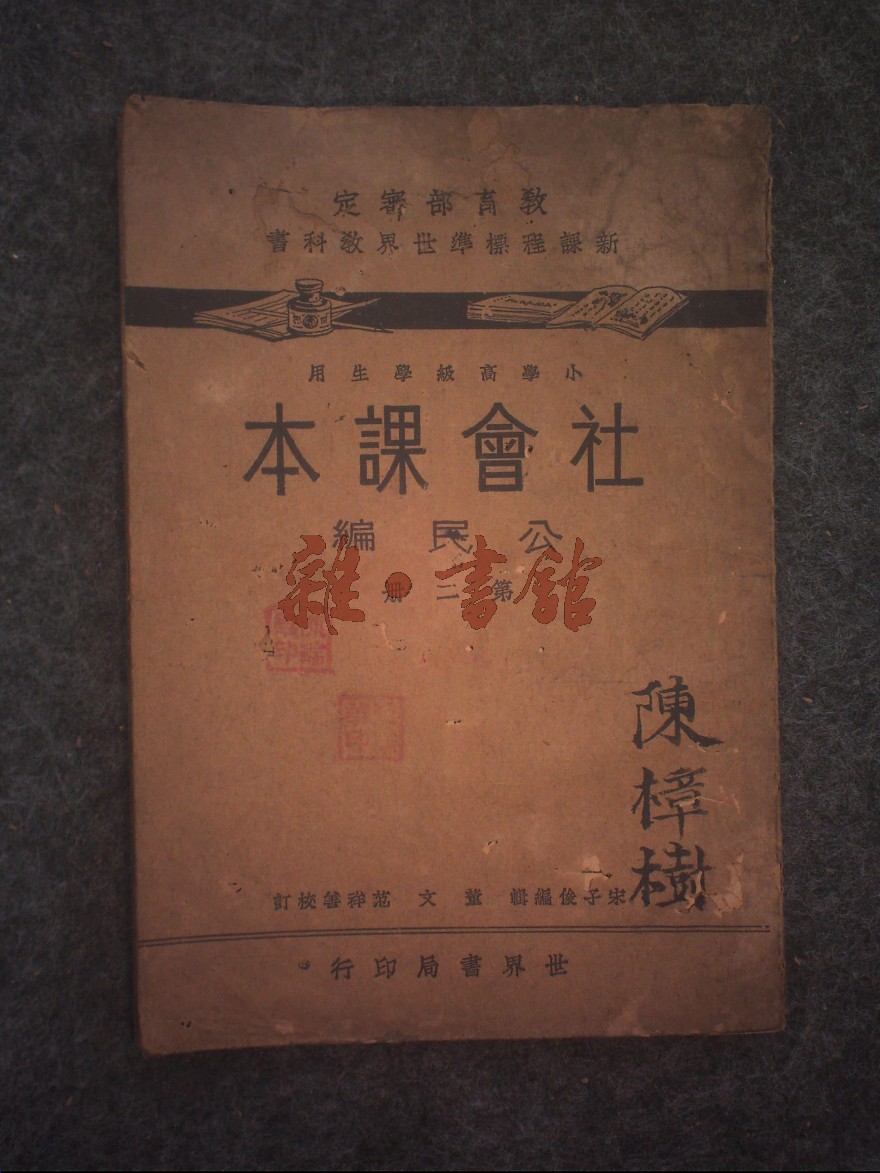 教育部審定
新課程標準世界教科書
小學高級學生用
社會課本
公民編
第二册
雜·書館
陳樟樹
宋子俊編輯 董文 范祥善校訂
世界書局印行